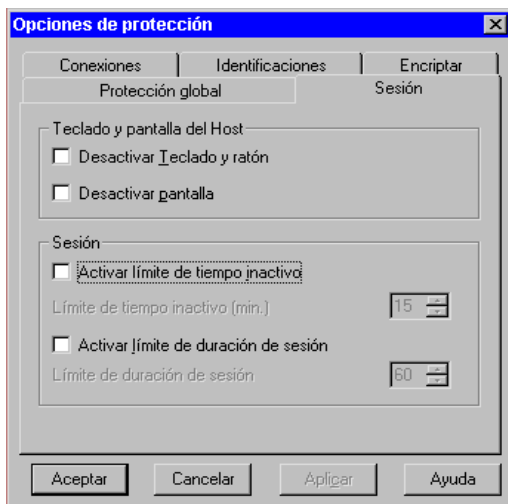 Opciones de protección
Conexiones Identificaciones Encriptar
Protección global Sesión
Teclado y pantalla del Host
Desactivar Teclado y ratón
Desactivar pantalla
Sesión
Activar límite de tiempo inactivo
Límite de tiempo inactivo (min.) 15
Activar límite de duración de sesión
Límite de duración de sesión 60
Aceptar Cancelar Aplicar Ayuda